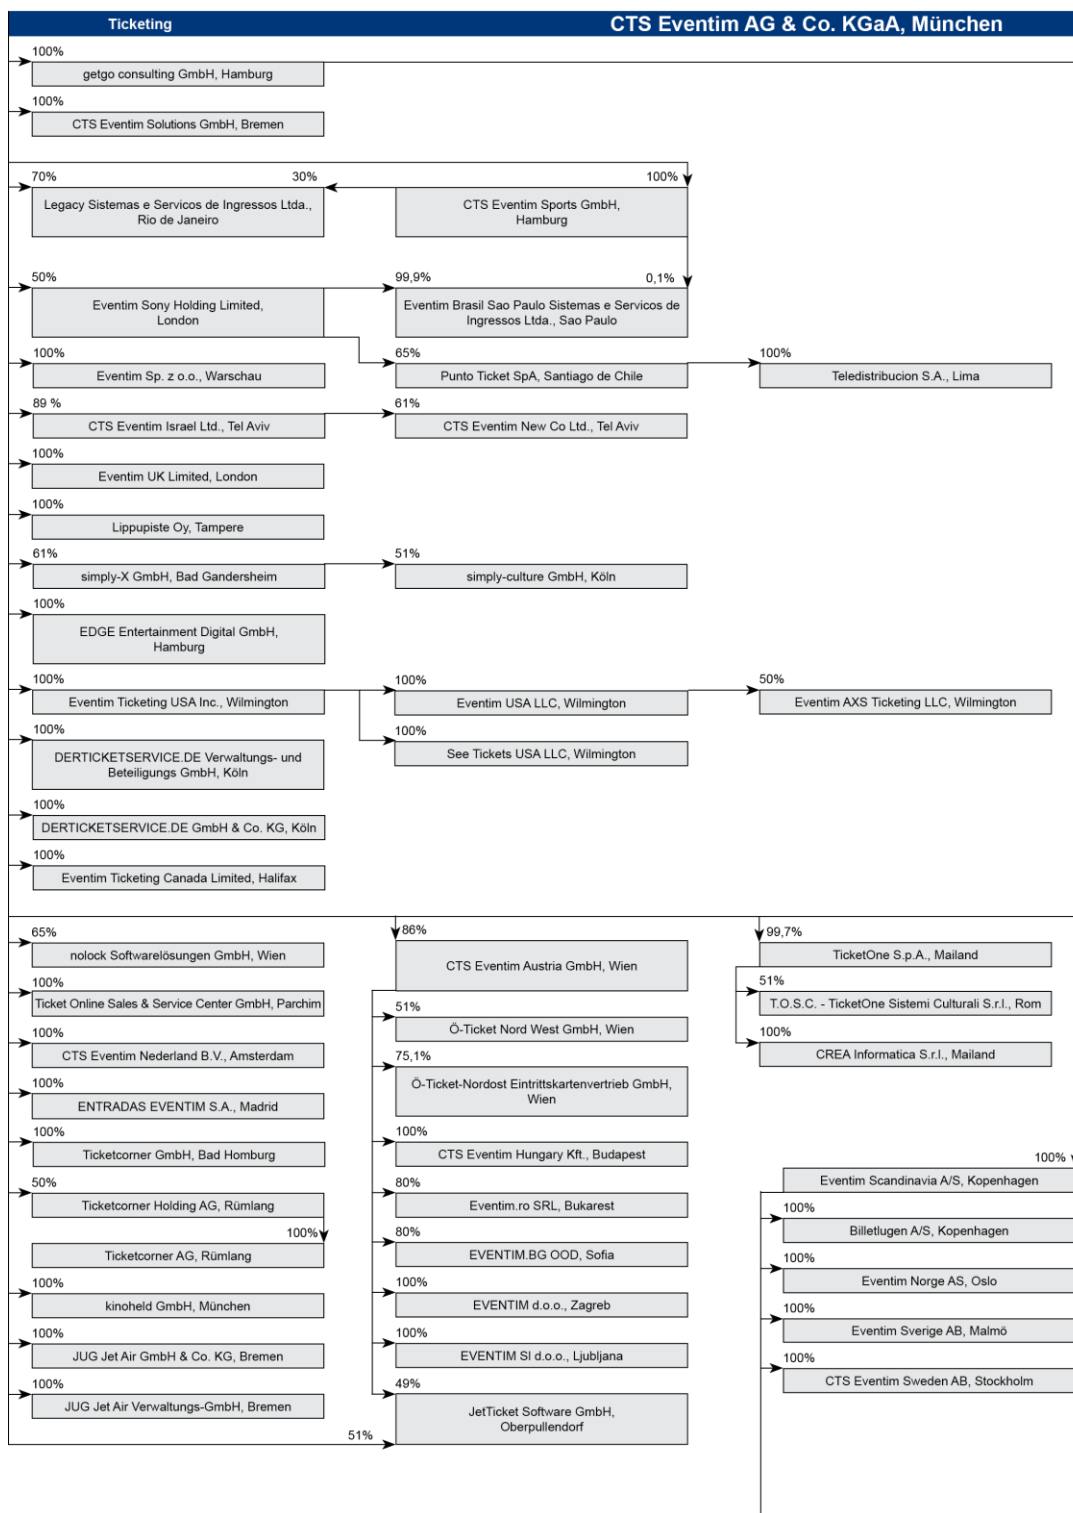 Ticketing
CTS Eventim AG & Co. KGaA, München
100%
getgo consulting GmbH, Hamburg
100%
CTS Eventim Solutions GmbH, Bremen
70%
30%
100%
Legacy Sistemas e Servicos de Ingressos Ltda.,
Rio de Janeiro
CTS Eventim Sports GmbH,
Hamburg
50%
99,9%
0,1%
Eventim Sony Holding Limited,
London
Eventim Brasil Sao Paulo Sistemas e Servicos de
Ingressos Ltda., Sao Paulo
100%
65%
100%
Eventim Sp. z o.o., Warschau
Punto Ticket SpA, Santiago de Chile
Teledistribucion S.A., Lima
89 %
61%
CTS Eventim Israel Ltd., Tel Aviv
CTS Eventim New Co Ltd., Tel Aviv
100%
Eventim UK Limited, London
100%
Lippupiste Oy, Tampere
61%
51%
simply-X GmbH, Bad Gandersheim
simply-culture GmbH, Köln
100%
EDGE Entertainment Digital GmbH,
Hamburg
100%
100%
50%
Eventim Ticketing USA Inc., Wilmington
Eventim USA LLC, Wilmington
Eventim AXS Ticketing LLC, Wilmington
100%
100%
DERTICKETSERVICE.DE Verwaltungs- und
Beteiligungs GmbH, Köln
See Tickets USA LLC, Wilmington
100%
DERTICKETSERVICE.DE GmbH & Co. KG, Köln
100%
Eventim Ticketing Canada Limited, Halifax
65%
nolock Softwarelösungen GmbH, Wien
100%
Ticket Online Sales & Service Center GmbH, Parchim
100%
CTS Eventim Nederland B.V., Amsterdam
100%
ENTRADAS EVENTIM S.A., Madrid
100%
Ticketcorner GmbH, Bad Homburg
50%
Ticketcorner Holding AG, Rümlang
100%
Ticketcorner AG, Rümlang
100%
kinoheld GmbH, München
100%
JUG Jet Air GmbH & Co. KG, Bremen
100%
JUG Jet Air Verwaltungs-GmbH, Bremen
86%
CTS Eventim Austria GmbH, Wien
51%
Ö-Ticket Nord West GmbH, Wien
75,1%
Ö-Ticket-Nordost Eintrittskartenvertrieb GmbH,
Wien
100%
CTS Eventim Hungary Kft., Budapest
80%
Eventim.ro SRL, Bukarest
80%
EVENTIM.BG OOD, Sofia
100%
EVENTIM d.o.o., Zagreb
100%
EVENTIM SI d.o.o., Ljubljana
49%
JetTicket Software GmbH,
Oberpullendorf
51%
99,7%
TicketOne S.p.A., Mailand
51%
T.O.S.C. - TicketOne Sistemi Culturali S.r.l., Rom
100%
CREA Informatica S.r.l., Mailand
100%
Eventim Scandinavia A/S, Kopenhagen
100%
Billetlugen A/S, Kopenhagen
100%
Eventim Norge AS, Oslo
100%
Eventim Sverige AB, Malmö
100%
CTS Eventim Sweden AB, Stockholm